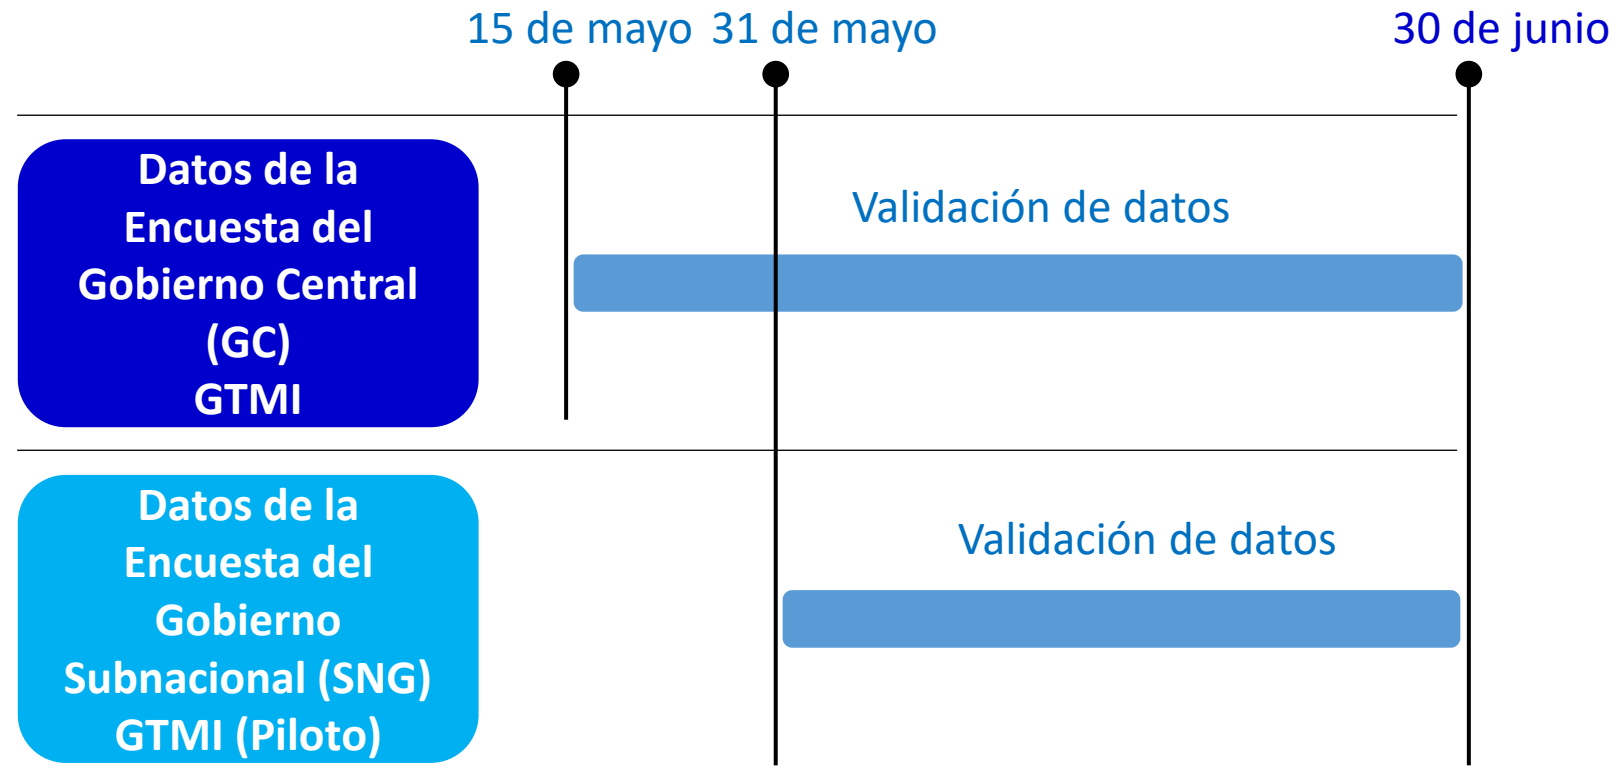 15 de mayo 31 de mayo 30 de junio
Datos de la
Encuesta del
Gobierno Central
(GC)
GTMI
Validación de datos
Datos de la
Encuesta del
Gobierno
Subnacional (SNG)
GTMI (Piloto)
Validación de datos